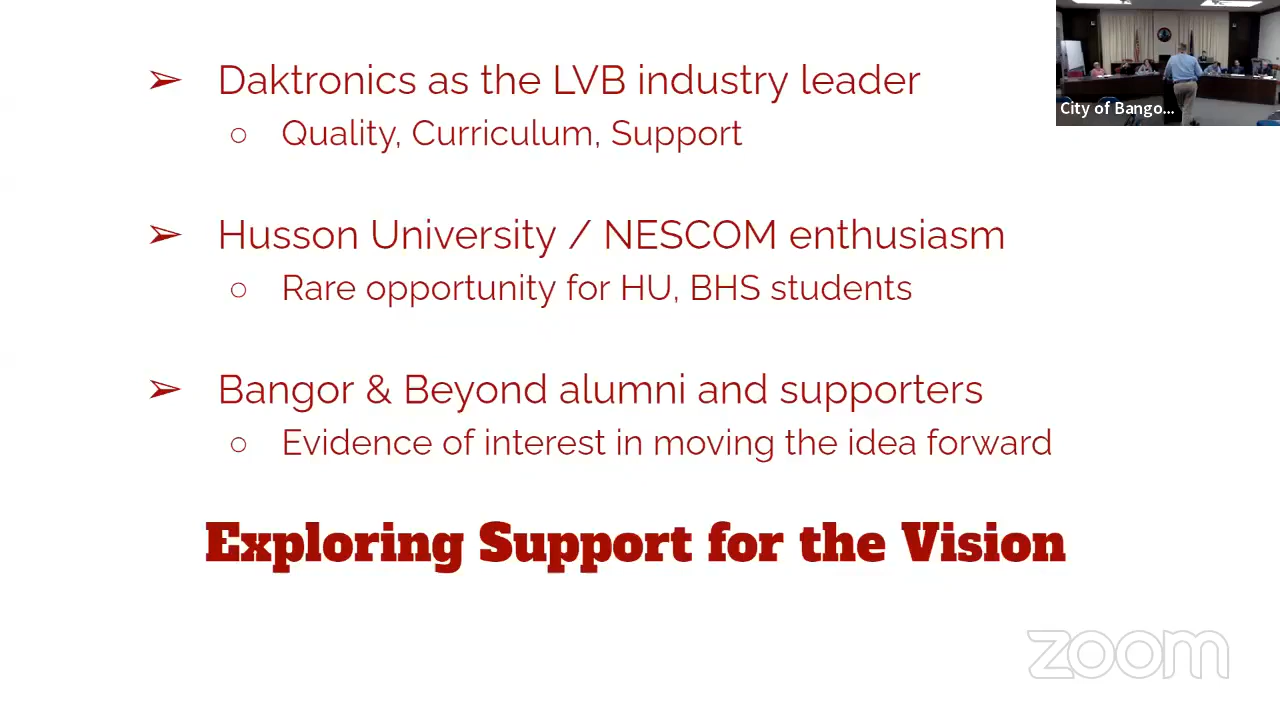 ➢ Daktronics as the LVB industry leader
○ Quality, Curriculum, Support
➢ Husson University / NESCOM enthusiasm
○ Rare opportunity for HU, BHS students
➢ Bangor & Beyond alumni and supporters
○ Evidence of interest in moving the idea forward
Exploring Support for the Vision
City of Bango...
zoom